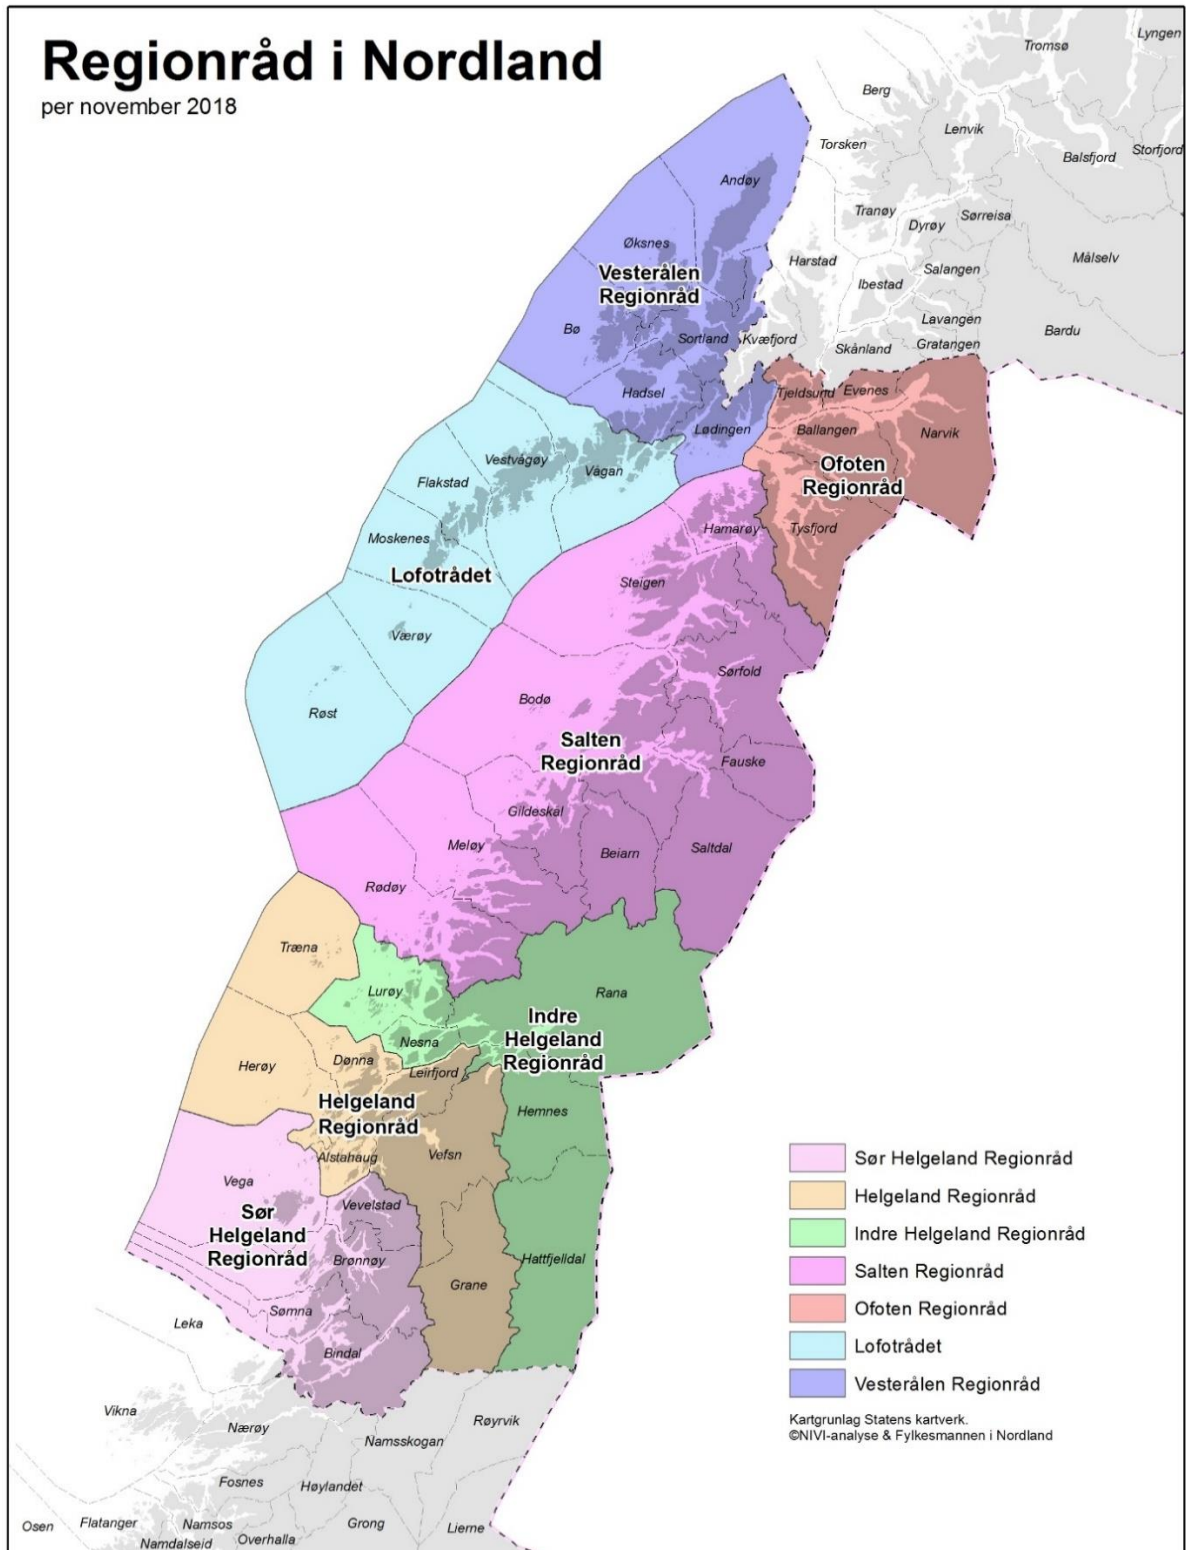 Regionråd i Nordland
per november 2018
Lyngen
Tromsø
Berg
Lenvik
Torsken
Storfjord
Balsfjord
Andøy
Tranøy
Sørreisa
Dyrøy
Øksnes
Målselv
Harstad
Salangen
Vesterålen
Regionråd
Ibestad
Lavangen
Bø
Bardu
Sortland
Kvæfjord
Gratangen
Skånland
Hadsel
Tjeldsund
Evenes
Lødingen
Ballangen
Narvik
Vestvågøy
Vågan
Ofoten
Regionråd
Flakstad
Hamarøy
Tysfjord
Moskenes
Lofotrådet
Steigen
Værøy
Sørfold
Bodø
Røst
Salten
Regionråd
Fauske
Gildeskål
Meløy
Beiarn
Saltdal
Rødøy
Træna
Lurøy
Rana
Indre
Helgeland
Regionråd
Nesna
Dønna
Herøy
Leirfjord
Helgeland
Regionråd
Hemnes
Alstahaug
Vefsn
Vega
Vevelstad
Sør
Helgeland
Regionråd
Brønnøy
Hattfjelldal
Grane
Sømna
Leka
Bindal
Vikna
Nærøy
Røyrvik
Namsskogan
Fosnes
Høylandet
Osen
Flatanger
Namsos
Grong
Lierne
Namdalseid
Overhalla
Sør Helgeland Regionråd
Helgeland Regionråd
Indre Helgeland Regionråd
Salten Regionråd
Ofoten Regionråd
Lofotrådet
Vesterålen Regionråd
Kartgrunlag Statens kartverk.
©NIVI-analyse & Fylkesmannen i Nordland